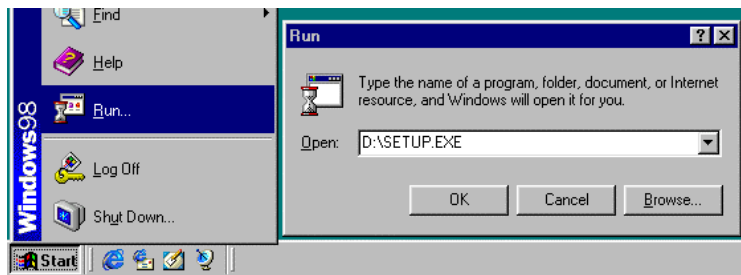 Find
Help
Run...
Log Off
Shut Down...
Windows98
Start
Run
Type the name of a program, folder, document, or Internet
resource, and Windows will open it for you.
Open:
D:\SETUP.EXE
OK
Cancel
Browse...